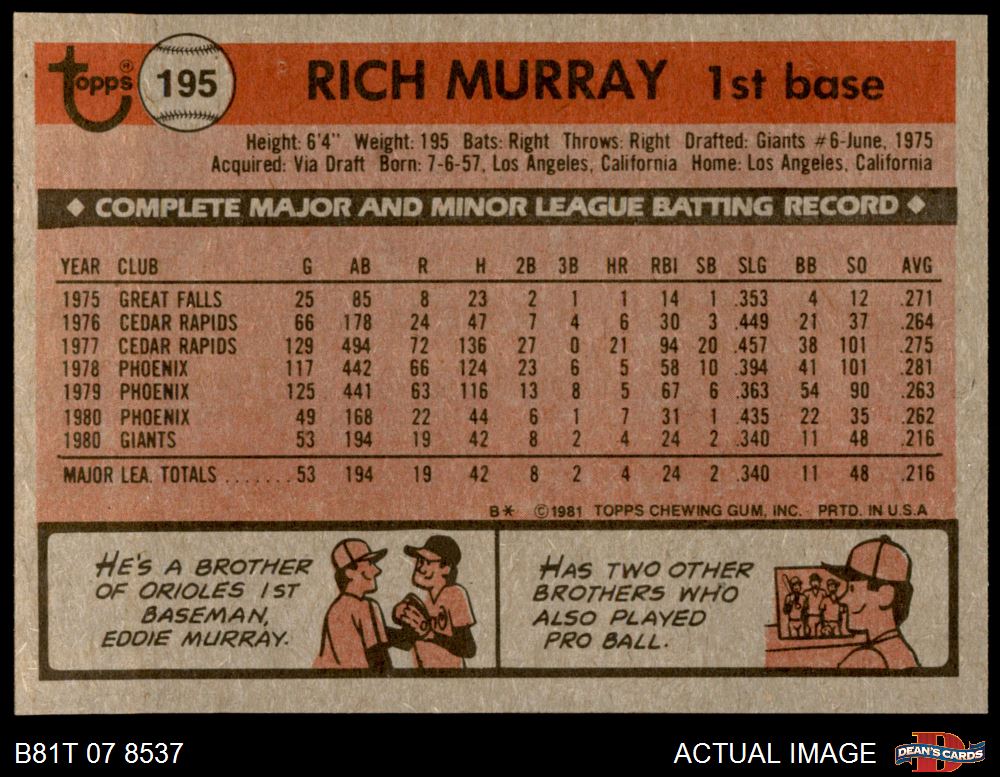 topps
195
RICH MURRAY 1st base
Height: 6'4" Weight: 195 Bats: Right Throws: Right Drafted: Giants #6-June, 1975
Acquired: Via Draft Born: 7-6-57, Los Angeles, California Home: Los Angeles, California
◆ COMPLETE MAJOR AND MINOR LEAGUE BATTING RECORD ◆
YEAR CLUB G AB R H 2B 3B HR RBI SB SLG BB SO AVG
1975 GREAT FALLS 25 85 8 23 2 1 1 14 1 .353 4 12 .271
1976 CEDAR RAPIDS 66 178 24 47 7 4 6 30 3 .449 21 37 .264
1977 CEDAR RAPIDS 129 494 72 136 27 0 21 94 20 .457 38 101 .275
1978 PHOENIX 117 442 66 124 23 6 5 58 10 .394 41 101 .281
1979 PHOENIX 125 441 63 116 13 8 5 67 6 .363 54 90 .263
1980 PHOENIX 49 168 22 44 6 1 7 31 1 .435 22 35 .262
1980 GIANTS 53 194 19 42 8 2 4 24 2 .340 11 48 .216
MAJOR LEA. TOTALS ....... 53 194 19 42 8 2 4 24 2 .340 11 48 .216
B* ©1981 TOPPS CHEWING GUM, INC. PRTD. IN U.S.A
HE'S A BROTHER
OF ORIOLES 1ST
BASEMAN,
EDDIE MURRAY.
HAS TWO OTHER
BROTHERS WHO
ALSO PLAYED
PRO BALL.
B81T 07 8537
ACTUAL IMAGE
DEAN'S CARDS